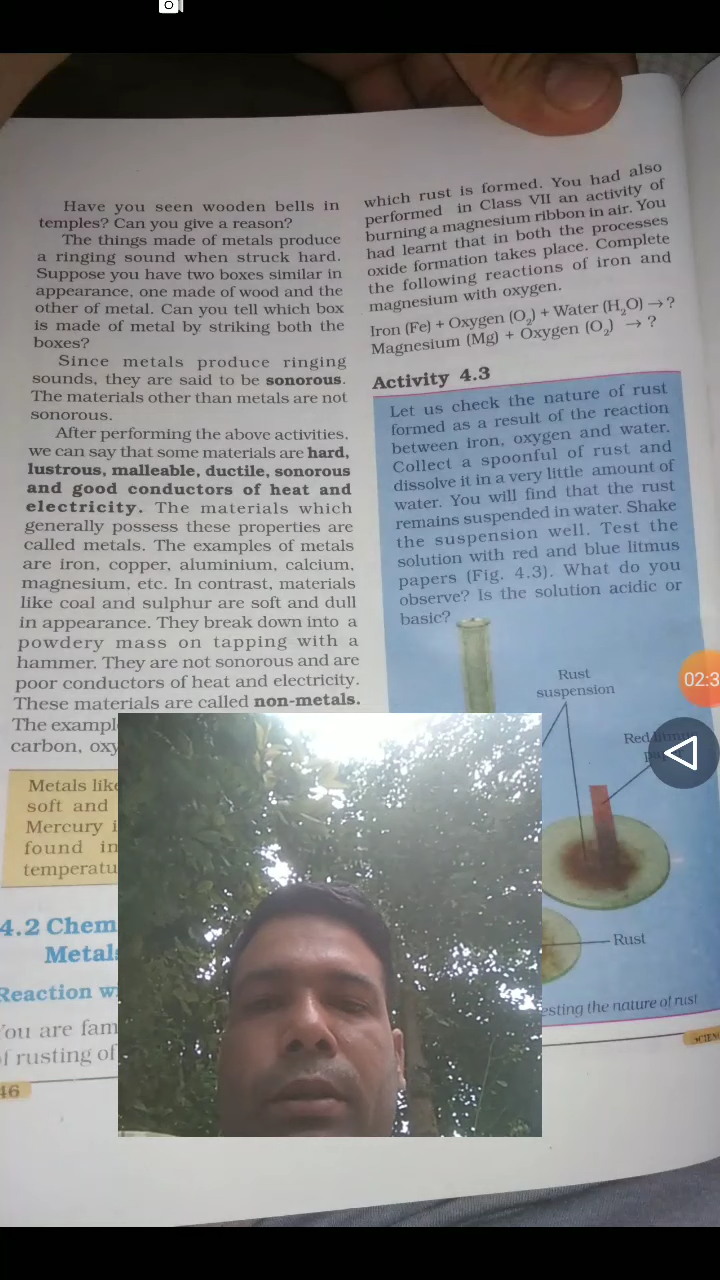 Have you seen wooden bells in
temples? Can you give a reason?
The things made of metals produce
a ringing sound when struck hard.
Suppose you have two boxes similar in
appearance, one made of wood and the
other of metal. Can you tell which box
is made of metal by striking both the
boxes?
Since metals produce ringing
sounds, they are said to be sonorous.
The materials other than metals are not
sonorous.
After performing the above activities,
we can say that some materials are hard,
lustrous, malleable, ductile, sonorous
and good conductors of heat and
electricity. The materials which
generally possess these properties are
called metals. The examples of metals
are iron, copper, aluminium, calcium,
magnesium, etc. In contrast, materials
like coal and sulphur are soft and dull
in appearance. They break down into a
powdery mass on tapping with a
hammer. They are not sonorous and are
poor conductors of heat and electricity.
These materials are called non-metals.
The exampl
carbon, oxy
Metals like
soft and
Mercury i
found in
temperatu
4.2 Chem
Metals
Reaction w
You are fam
of rusting of
46
which rust is formed. You had also
performed in Class VII an activity of
burning a magnesium ribbon in air. You
had learnt that in both the processes
oxide formation takes place. Complete
the following reactions of iron and
magnesium with oxygen.
Iron (Fe) + Oxygen (O₂) + Water (H₂O) → ?
Magnesium (Mg) + Oxygen (O₂) → ?
Activity 4.3
Let us check the nature of rust
formed as a result of the reaction
between iron, oxygen and water.
Collect a spoonful of rust and
dissolve it in a very little amount of
water. You will find that the rust
remains suspended in water. Shake
the suspension well. Test the
solution with red and blue litmus
papers (Fig. 4.3). What do you
observe? Is the solution acidic or
basic?
Rust
suspension
Red litmus
paper
Rust
esting the nature of rust
SCIEN
02:3